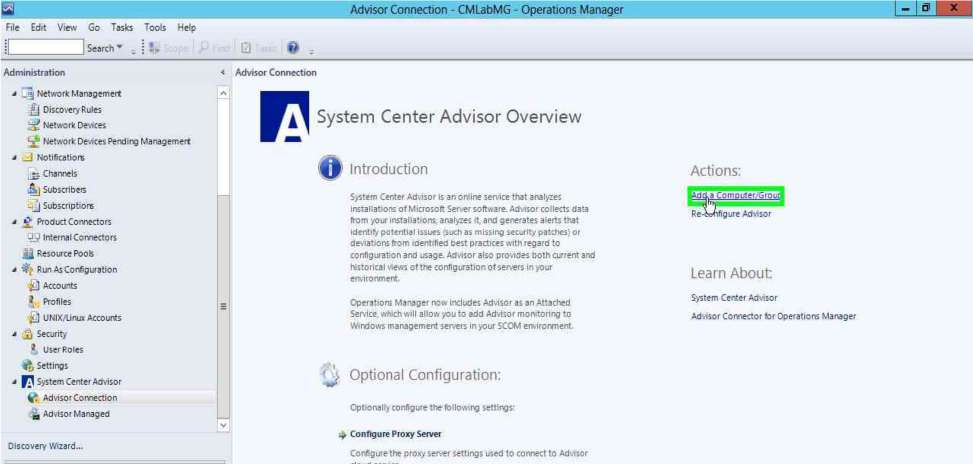 Advisor Connection - CMLabMG - Operations Manager
File Edit View Go Tasks Tools Help
Search Scope Find Tasks
Administration
Network Management
Discovery Rules
Network Devices
Network Devices Pending Management
Notifications
Channels
Subscribers
Subscriptions
Product Connectors
Internal Connectors
Resource Pools
Run As Configuration
Accounts
Profiles
UNIX/Linux Accounts
Security
User Roles
Settings
System Center Advisor
Advisor Connection
Advisor Managed
Discovery Wizard...
Advisor Connection
A System Center Advisor Overview
Introduction
System Center Advisor is an online service that analyzes
installations of Microsoft Server software. Advisor collects data
from your installations, analyzes it, and generates alerts that
identify potential issues (such as missing security patches) or
deviations from identified best practices with regard to
configuration and usage. Advisor also provides both current and
historical views of the configuration of servers in your
environment.
Operations Manager now includes Advisor as an Attached
Service, which will allow you to add Advisor monitoring to
Windows management servers in your SCOM environment.
Optional Configuration:
Optionally configure the following settings:
Configure Proxy Server
Configure the proxy server settings used to connect to Advisor
cloud service
Actions:
Add a Computer/Group
Re-configure Advisor
Learn About:
System Center Advisor
Advisor Connector for Operations Manager